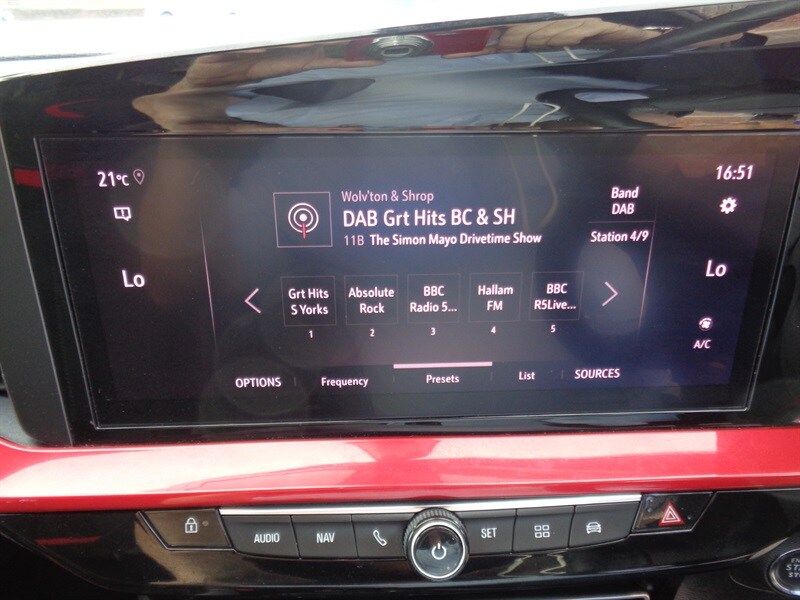 21°C
16:51
Wolv'ton & Shrop
DAB Grt Hits BC & SH
11B The Simon Mayo Drivetime Show
Band
DAB
Station 4/9
Lo
Lo
Grt Hits
S Yorks
1
Absolute
Rock
2
BBC
Radio 5...
3
Hallam
FM
4
BBC
R5Live...
5
A/C
OPTIONS
Frequency
Presets
List
SOURCES
AUDIO
NAV
SET